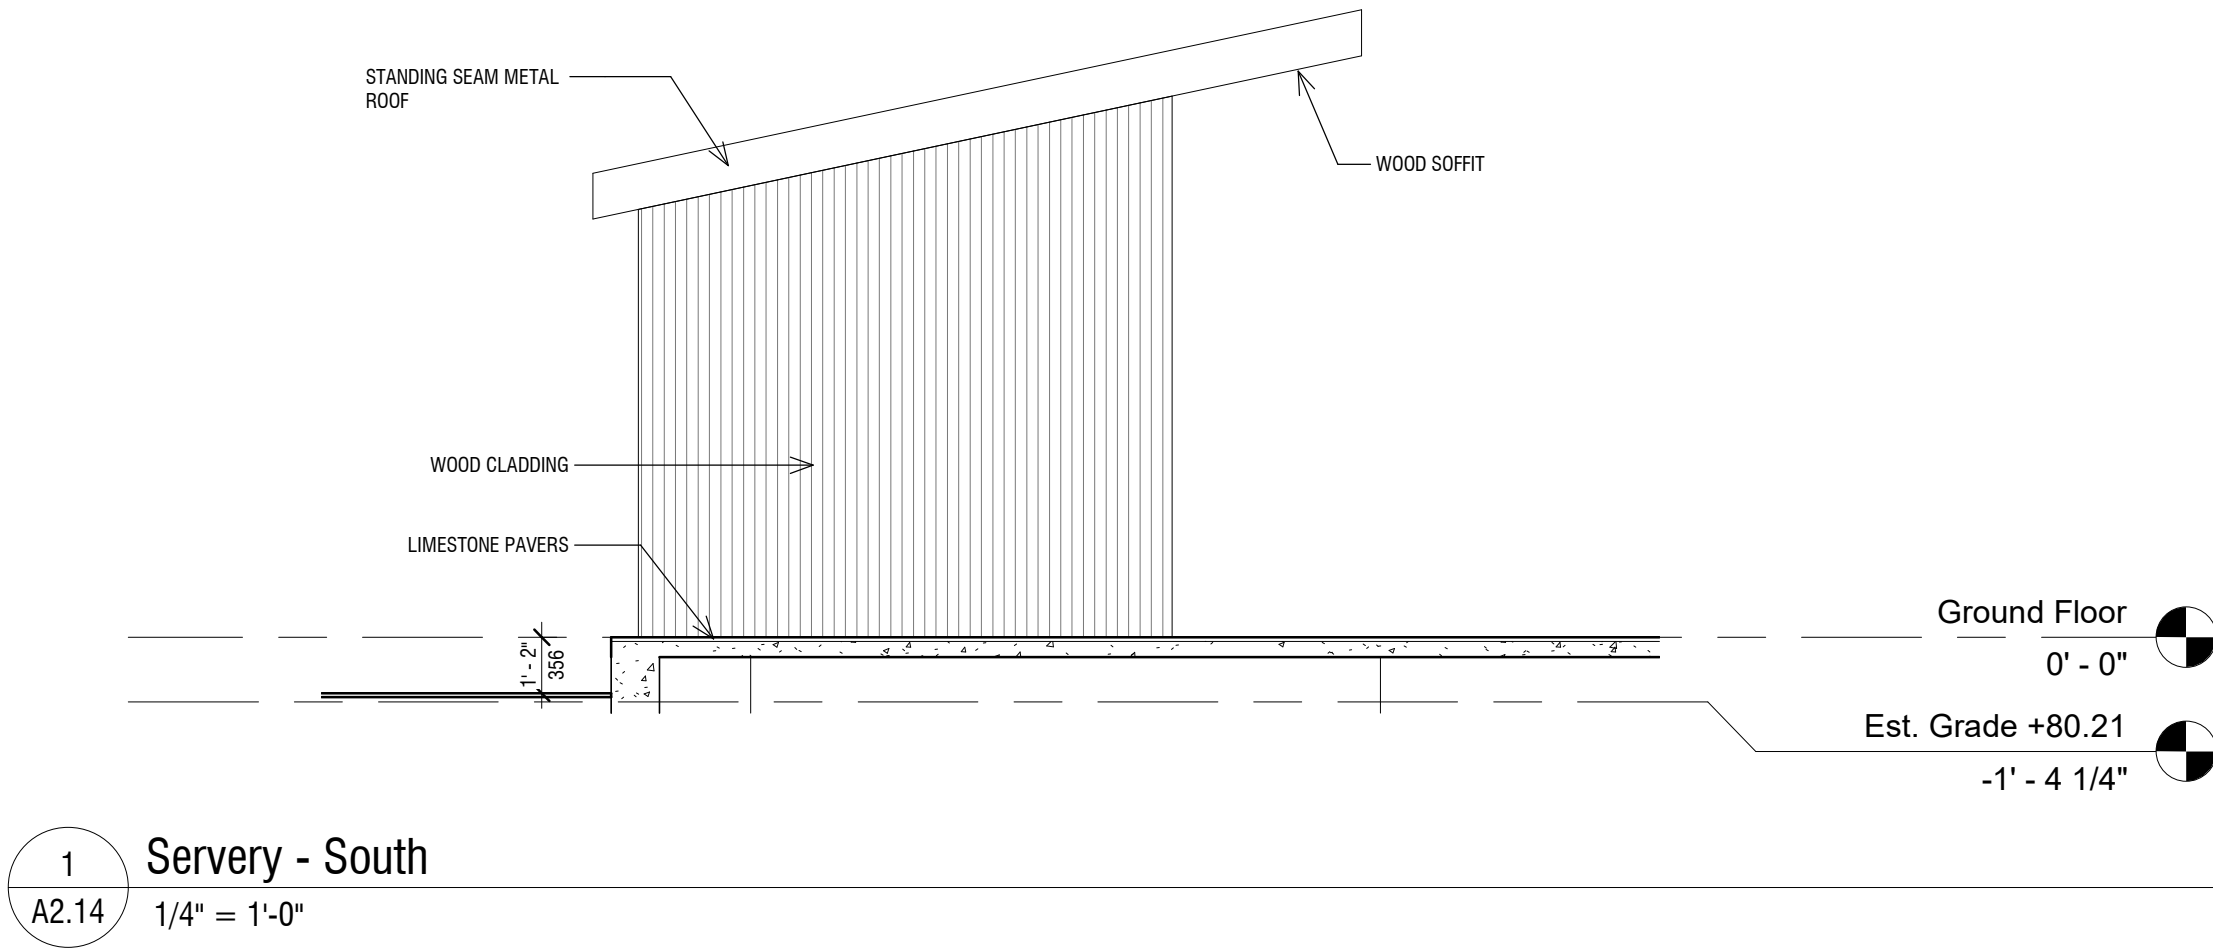 STANDING SEAM METAL
ROOF
WOOD SOFFIT
WOOD CLADDING
LIMESTONE PAVERS
1' - 2"
356
Ground Floor
0' - 0"
Est. Grade +80.21
-1' - 4 1/4"
1
Servery - South
A2.14
1/4" = 1'-0"